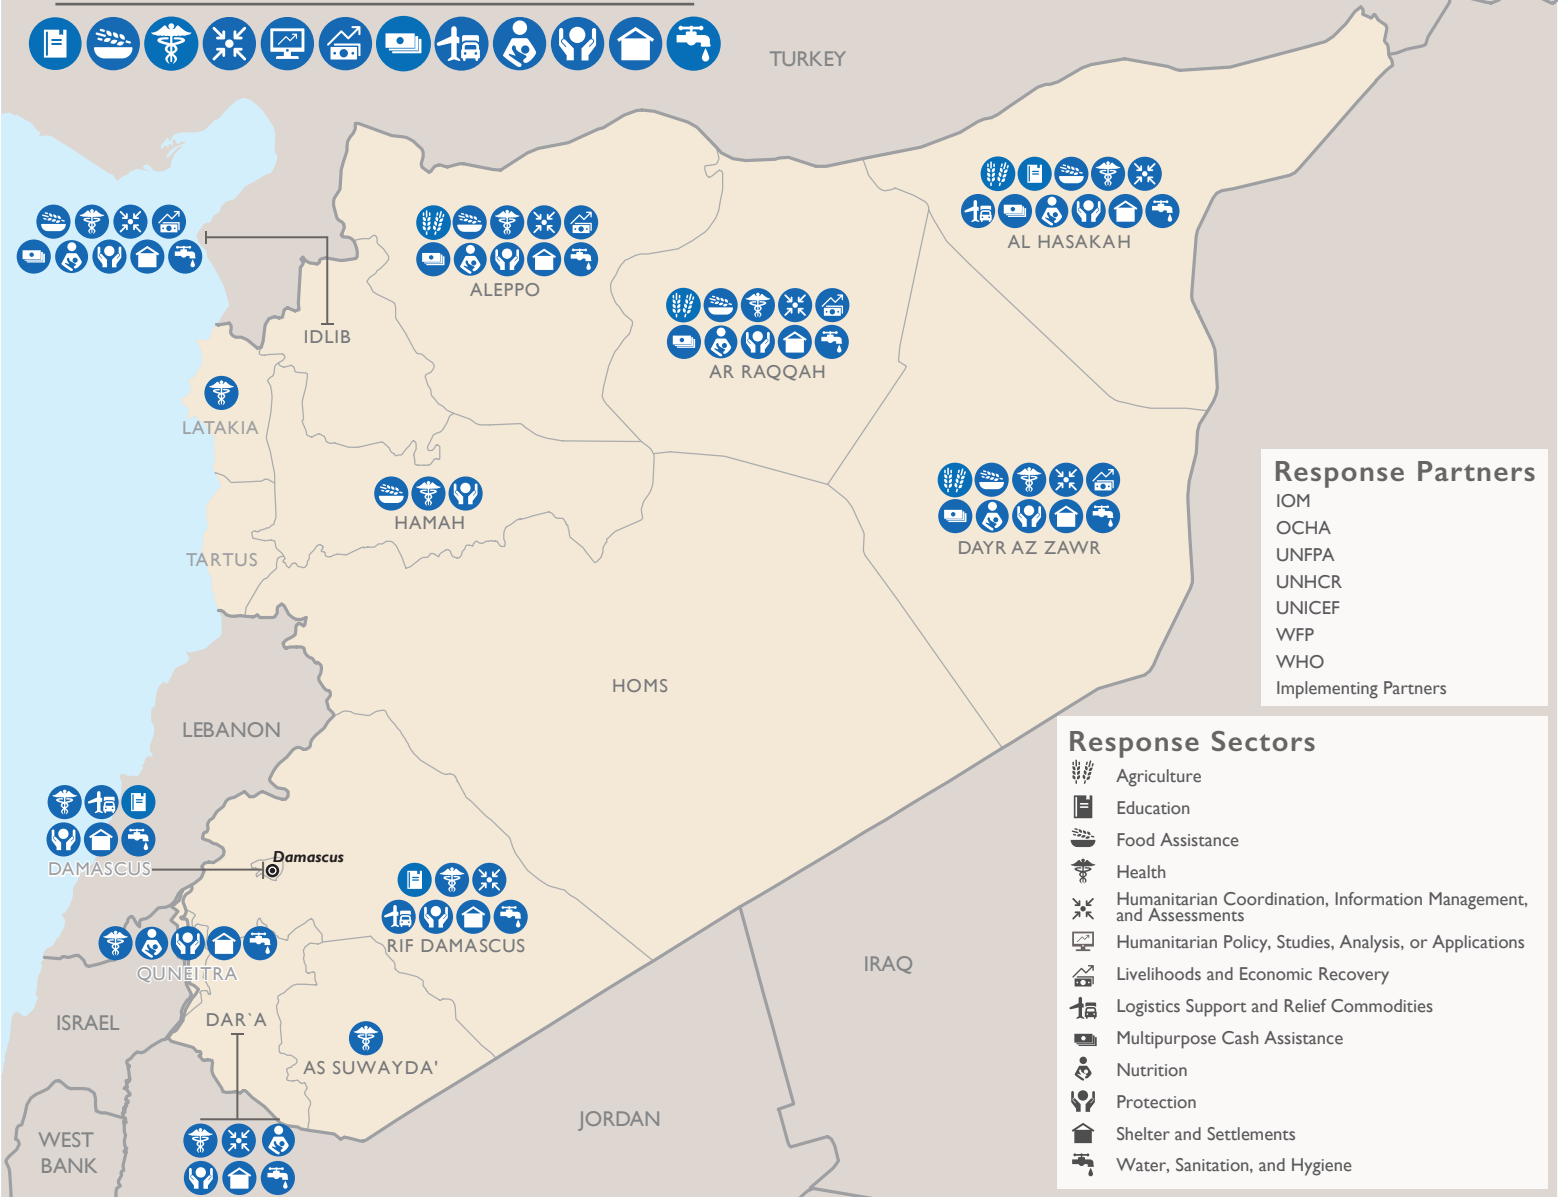 TURKEY
AL HASAKAH
ALEPPO
IDLIB
AR RAQQAH
LATAKIA
HAMAH
DAYR AZ ZAWR
TARTUS
HOMS
LEBANON
Damascus
DAMASCUS
RIF DAMASCUS
QUNEITRA
IRAQ
ISRAEL
DAR`A
AS SUWAYDA'
JORDAN
WEST
BANK
Response Partners
IOM
OCHA
UNFPA
UNHCR
UNICEF
WFP
WHO
Implementing Partners
Response Sectors
Agriculture
Education
Food Assistance
Health
Humanitarian Coordination, Information Management,
and Assessments
Humanitarian Policy, Studies, Analysis, or Applications
Livelihoods and Economic Recovery
Logistics Support and Relief Commodities
Multipurpose Cash Assistance
Nutrition
Protection
Shelter and Settlements
Water, Sanitation, and Hygiene